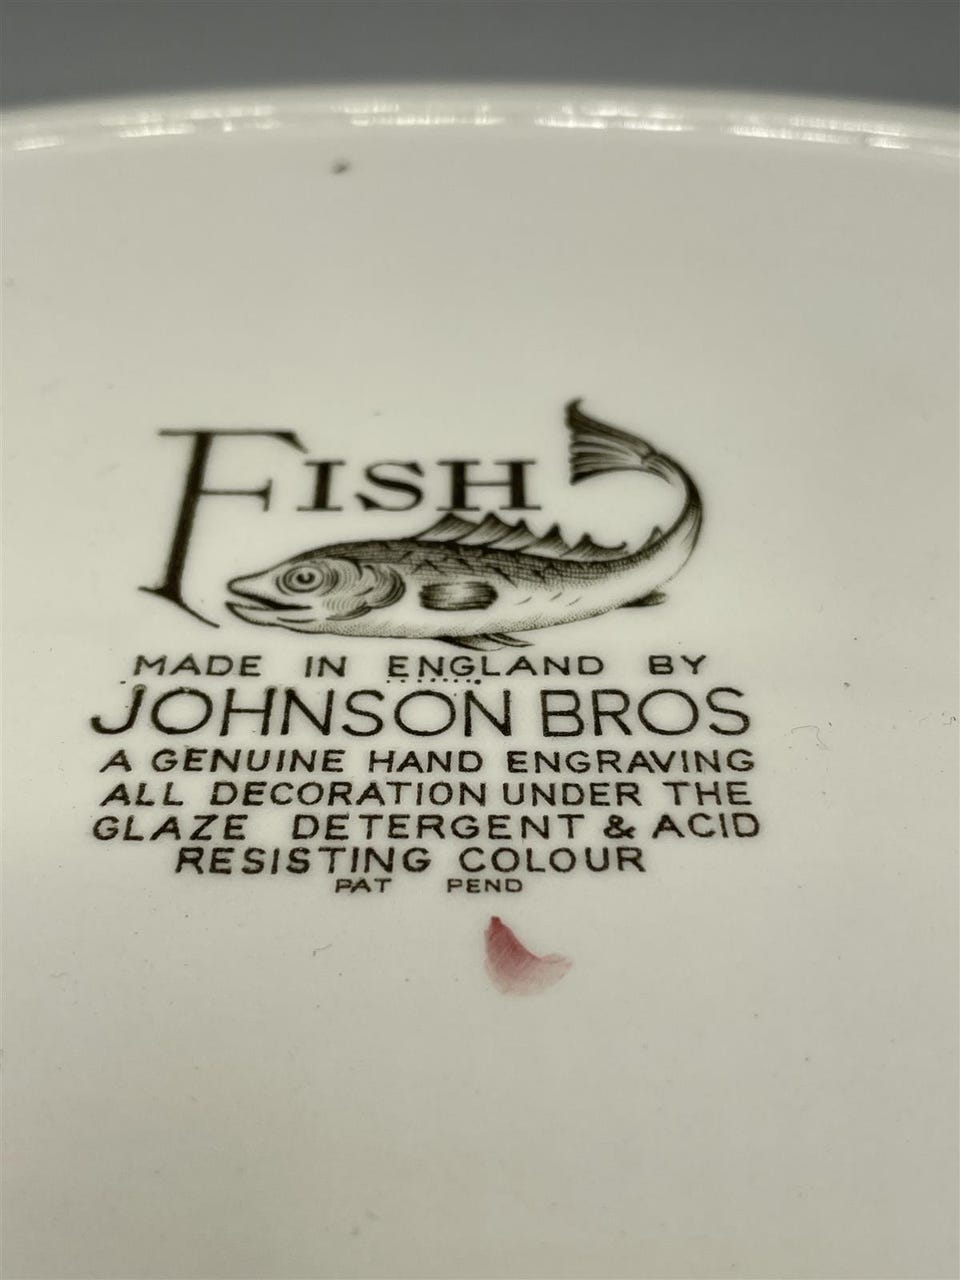 FISH
MADE IN ENGLAND BY
JOHNSON BROS
A GENUINE HAND ENGRAVING
ALL DECORATION UNDER THE
GLAZE DETERGENT & ACID
RESISTING COLOUR
PAT PEND